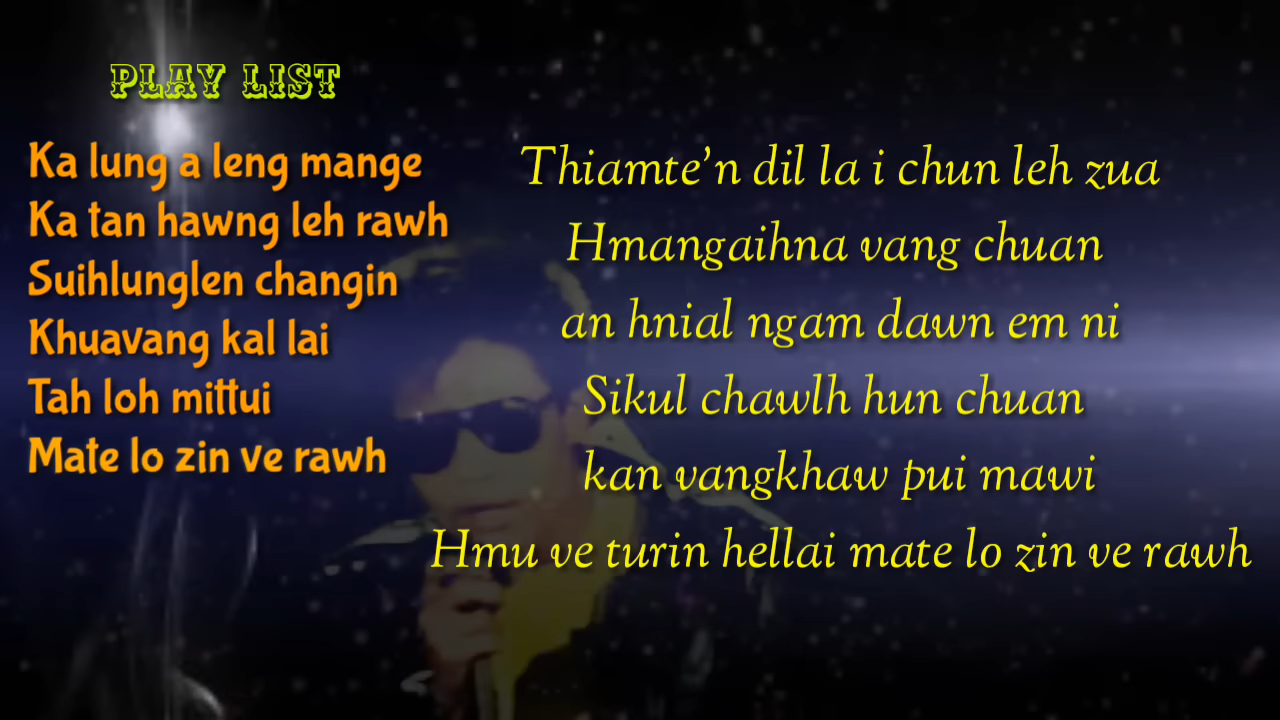 PLAY LIST
Ka lung a leng mange
Ka tan hawng leh rawh
Suihlunglen changin
Khuavang kal lai
Tah loh mittui
Mate lo zin ve rawh
Thiamte'n dil la i chun leh zua
Hmangaihna vang chuan
an hnial ngam dawn em ni
Sikul chawlh hun chuan
kan vangkhaw pui mawi
Hmu ve turin hellai mate lo zin ve rawh